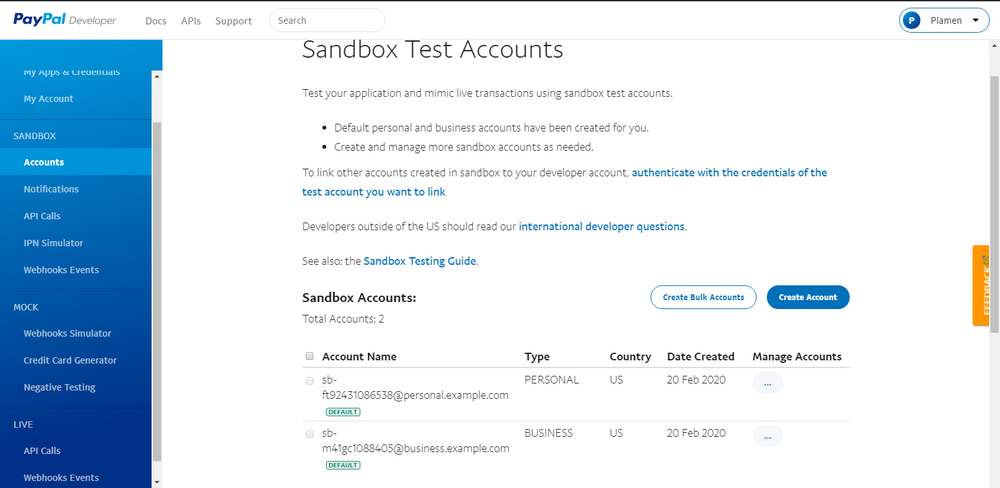 PayPal Developer
Docs APIs Support Search
P Plamen
My Apps & Credentials
My Account
SANDBOX
Accounts
Notifications
API Calls
IPN Simulator
Webhooks Events
MOCK
Webhooks Simulator
Credit Card Generator
Negative Testing
LIVE
API Calls
Webhooks Events
Sandbox Test Accounts
Test your application and mimic live transactions using sandbox test accounts.
Default personal and business accounts have been created for you.
Create and manage more sandbox accounts as needed.
To link other accounts created in sandbox to your developer account, authenticate with the credentials of the
test account you want to link
Developers outside of the US should read our international developer questions.
See also: the Sandbox Testing Guide.
Sandbox Accounts:
Create Bulk Accounts
Create Account
Total Accounts: 2
Account Name Type Country Date Created Manage Accounts
sb- PERSONAL US 20 Feb 2020 ...
ft92431086538@personal.example.com
DEFAULT
sb- BUSINESS US 20 Feb 2020 ...
m41gc1088405@business.example.com
DEFAULT
FEEDBACK